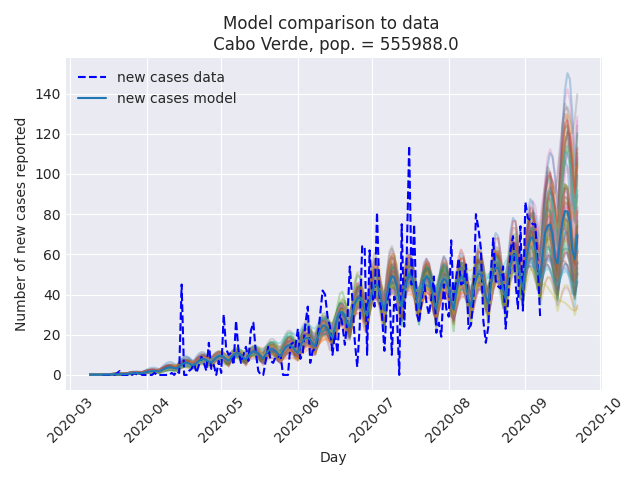 Model comparison to data
Cabo Verde, pop. = 555988.0
new cases data
new cases model
Number of new cases reported
140
120
100
80
60
40
20
0
2020-03
2020-04
2020-05
2020-06
2020-07
2020-08
2020-09
2020-10
Day